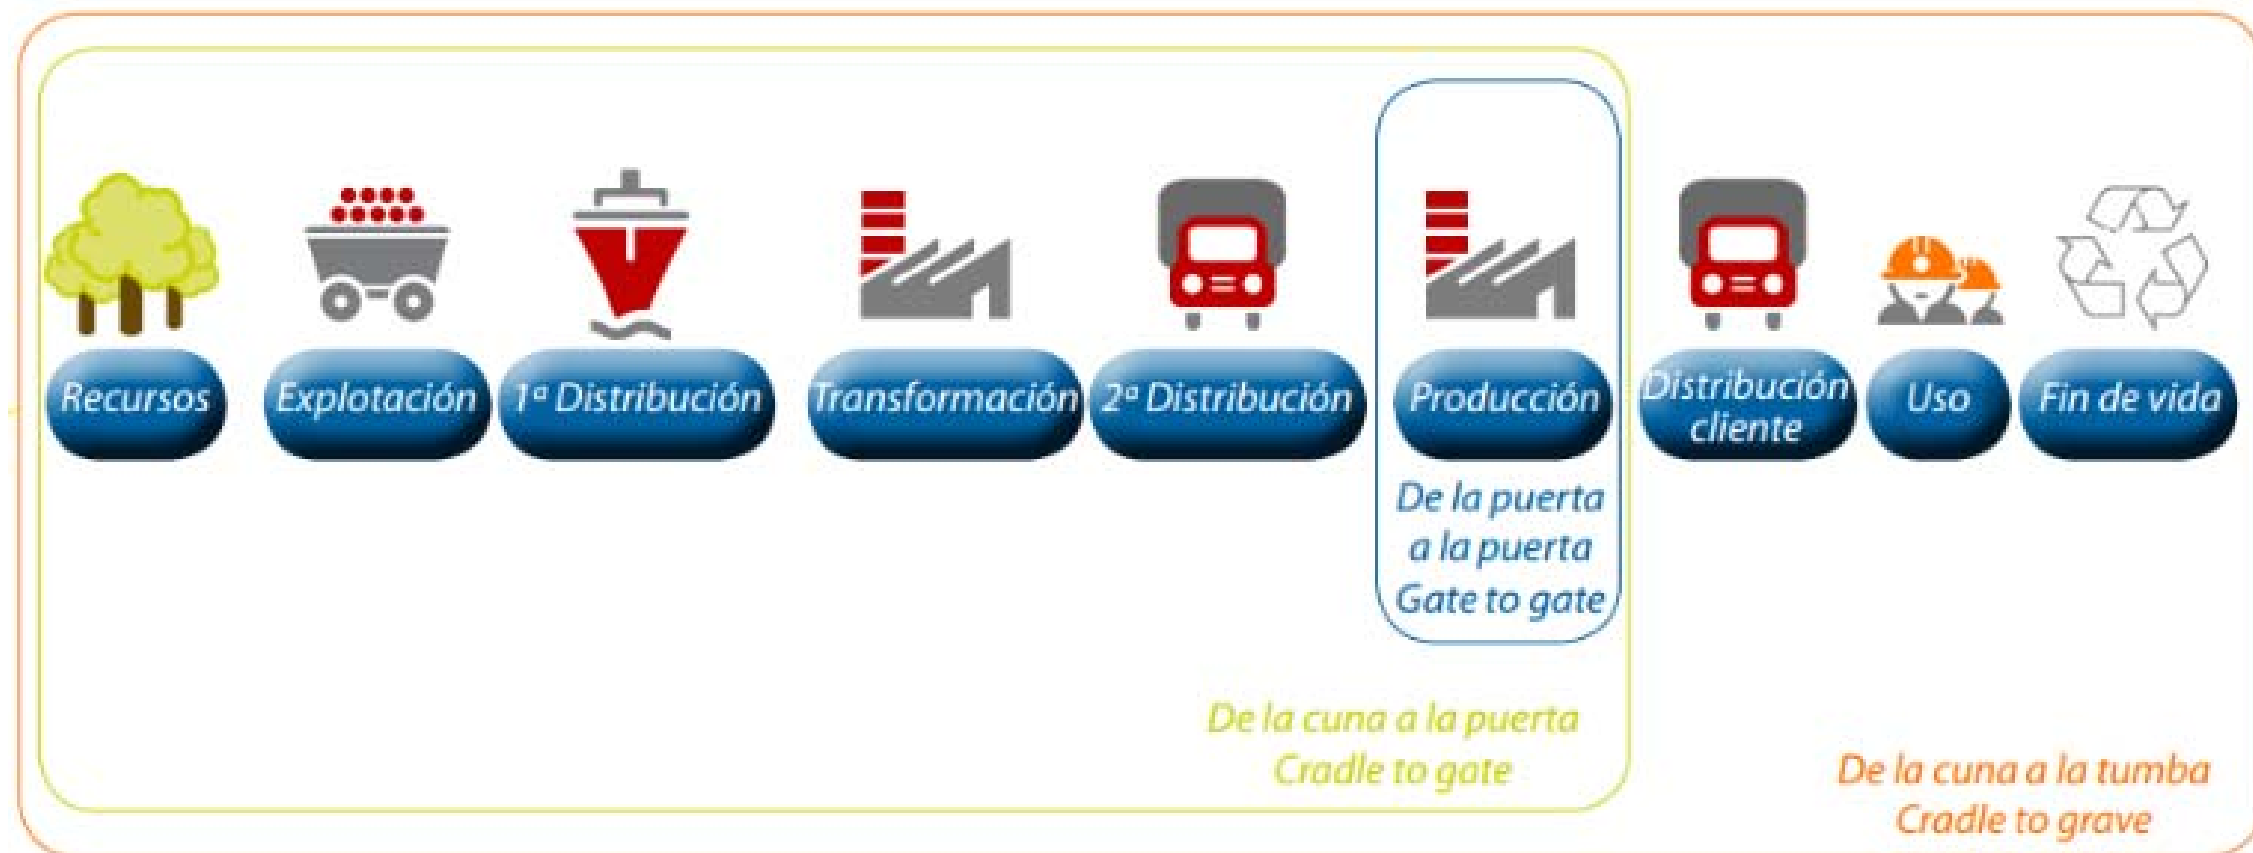 Recursos
Explotación
1ª Distribución
Transformación
2ª Distribución
Producción
Distribución
cliente
Uso
Fin de vida
De la puerta
a la puerta
Gate to gate
De la cuna a la puerta
Cradle to gate
De la cuna a la tumba
Cradle to grave